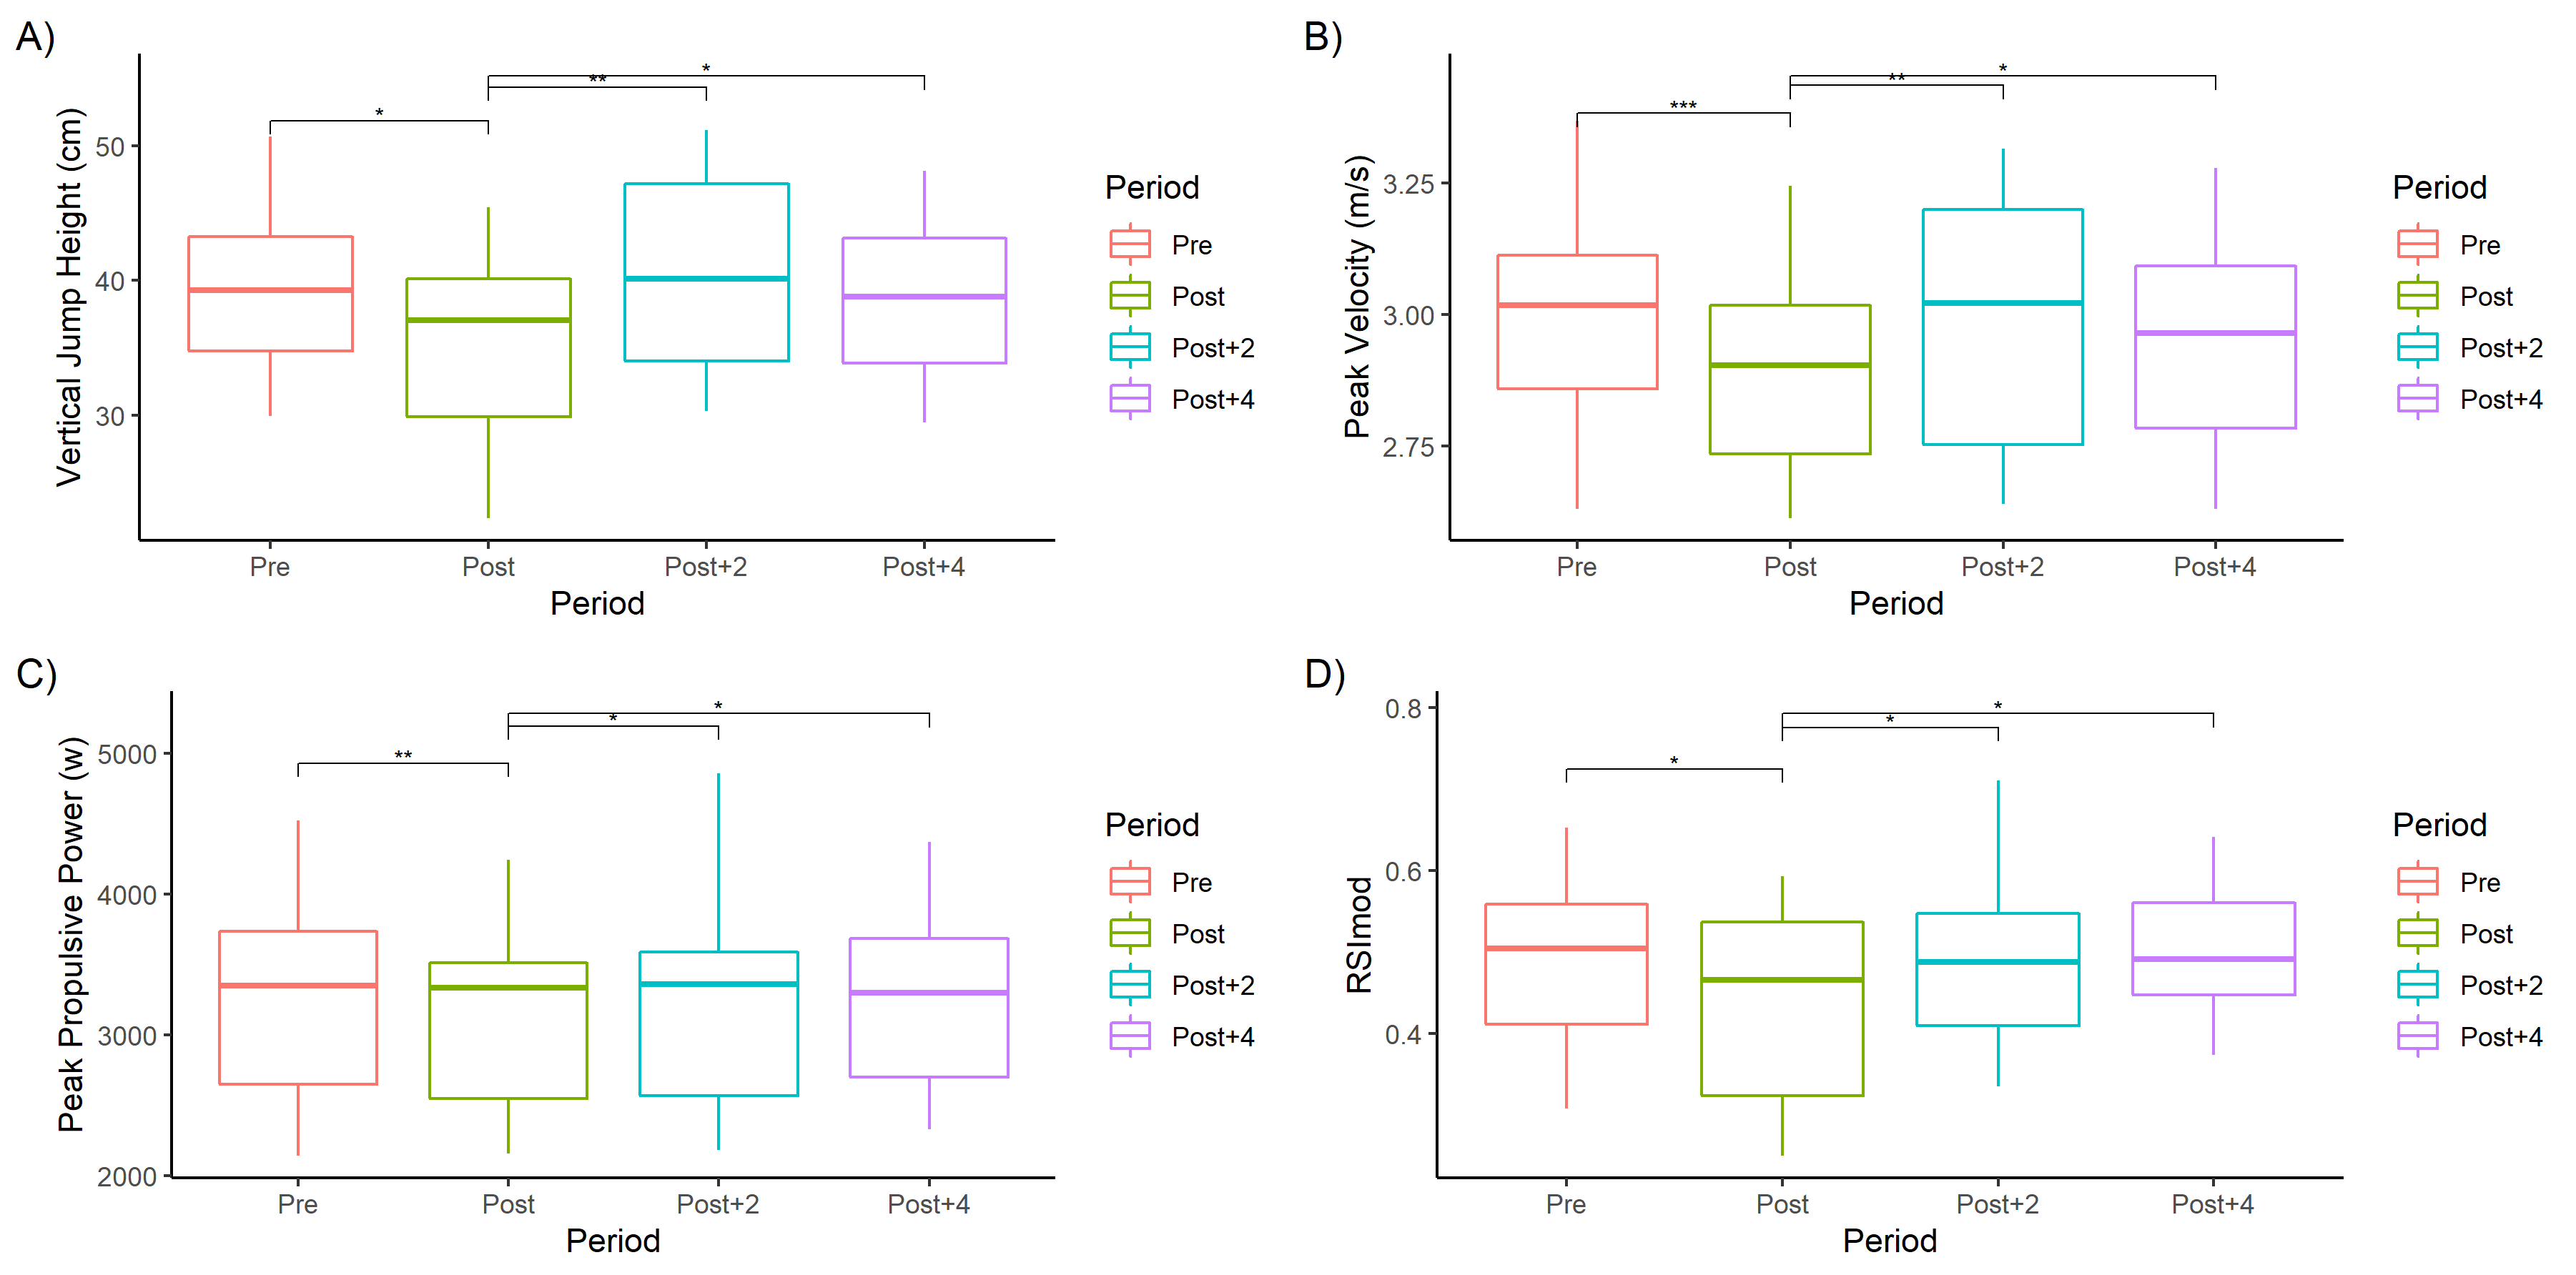 A)
Vertical Jump Height (cm)
50
40
30
*
**
*
Pre
Post
Post+2
Post+4
Period
Period
Pre
Post
Post+2
Post+4
B)
Peak Velocity (m/s)
3.25
3.00
2.75
***
**
*
Pre
Post
Post+2
Post+4
Period
Period
Pre
Post
Post+2
Post+4
C)
Peak Propulsive Power (w)
5000
4000
3000
2000
**
*
*
Pre
Post
Post+2
Post+4
Period
Period
Pre
Post
Post+2
Post+4
D)
RSImod
0.8
0.6
0.4
*
*
*
Pre
Post
Post+2
Post+4
Period
Period
Pre
Post
Post+2
Post+4